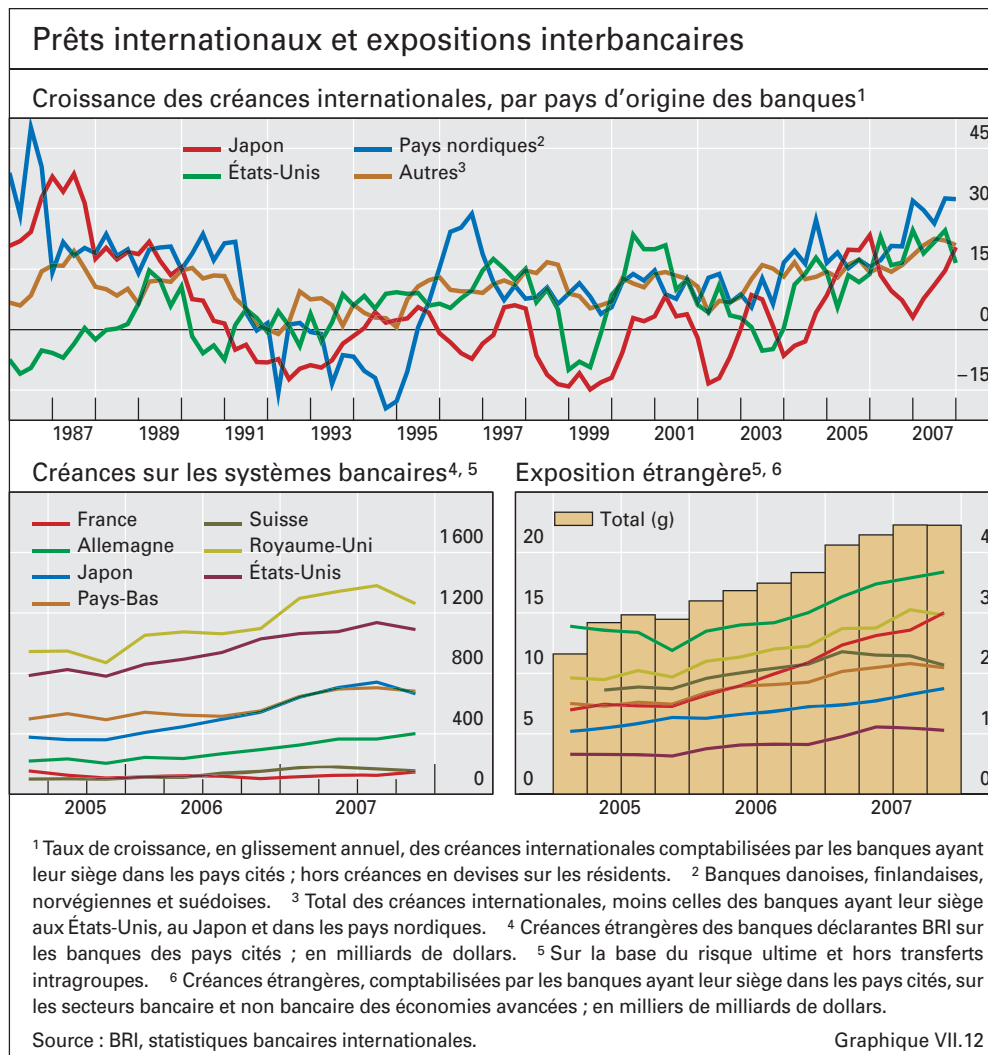 Prêts internationaux et expositions interbancaires
Croissance des créances internationales, par pays d'origine des banques¹
Japon
Pays nordiques²
États-Unis
Autres³
45
30
15
0
–15
1987 1989 1991 1993 1995 1997 1999 2001 2003 2005 2007
Créances sur les systèmes bancaires⁴, ⁵
France
Suisse
Allemagne
Royaume-Uni
Japon
États-Unis
Pays-Bas
1 600
1 200
800
400
0
2005 2006 2007
Exposition étrangère⁵, ⁶
Total (g)
20
15
10
5
0
4
3
2
1
0
2005 2006 2007
¹ Taux de croissance, en glissement annuel, des créances internationales comptabilisées par les banques ayant
leur siège dans les pays cités ; hors créances en devises sur les résidents. ² Banques danoises, finlandaises,
norvégiennes et suédoises. ³ Total des créances internationales, moins celles des banques ayant leur siège
aux États-Unis, au Japon et dans les pays nordiques. ⁴ Créances étrangères des banques déclarantes BRI sur
les banques des pays cités ; en milliards de dollars. ⁵ Sur la base du risque ultime et hors transferts
intragroupes. ⁶ Créances étrangères, comptabilisées par les banques ayant leur siège dans les pays cités, sur
les secteurs bancaire et non bancaire des économies avancées ; en milliers de milliards de dollars.
Source : BRI, statistiques bancaires internationales. Graphique VII.12